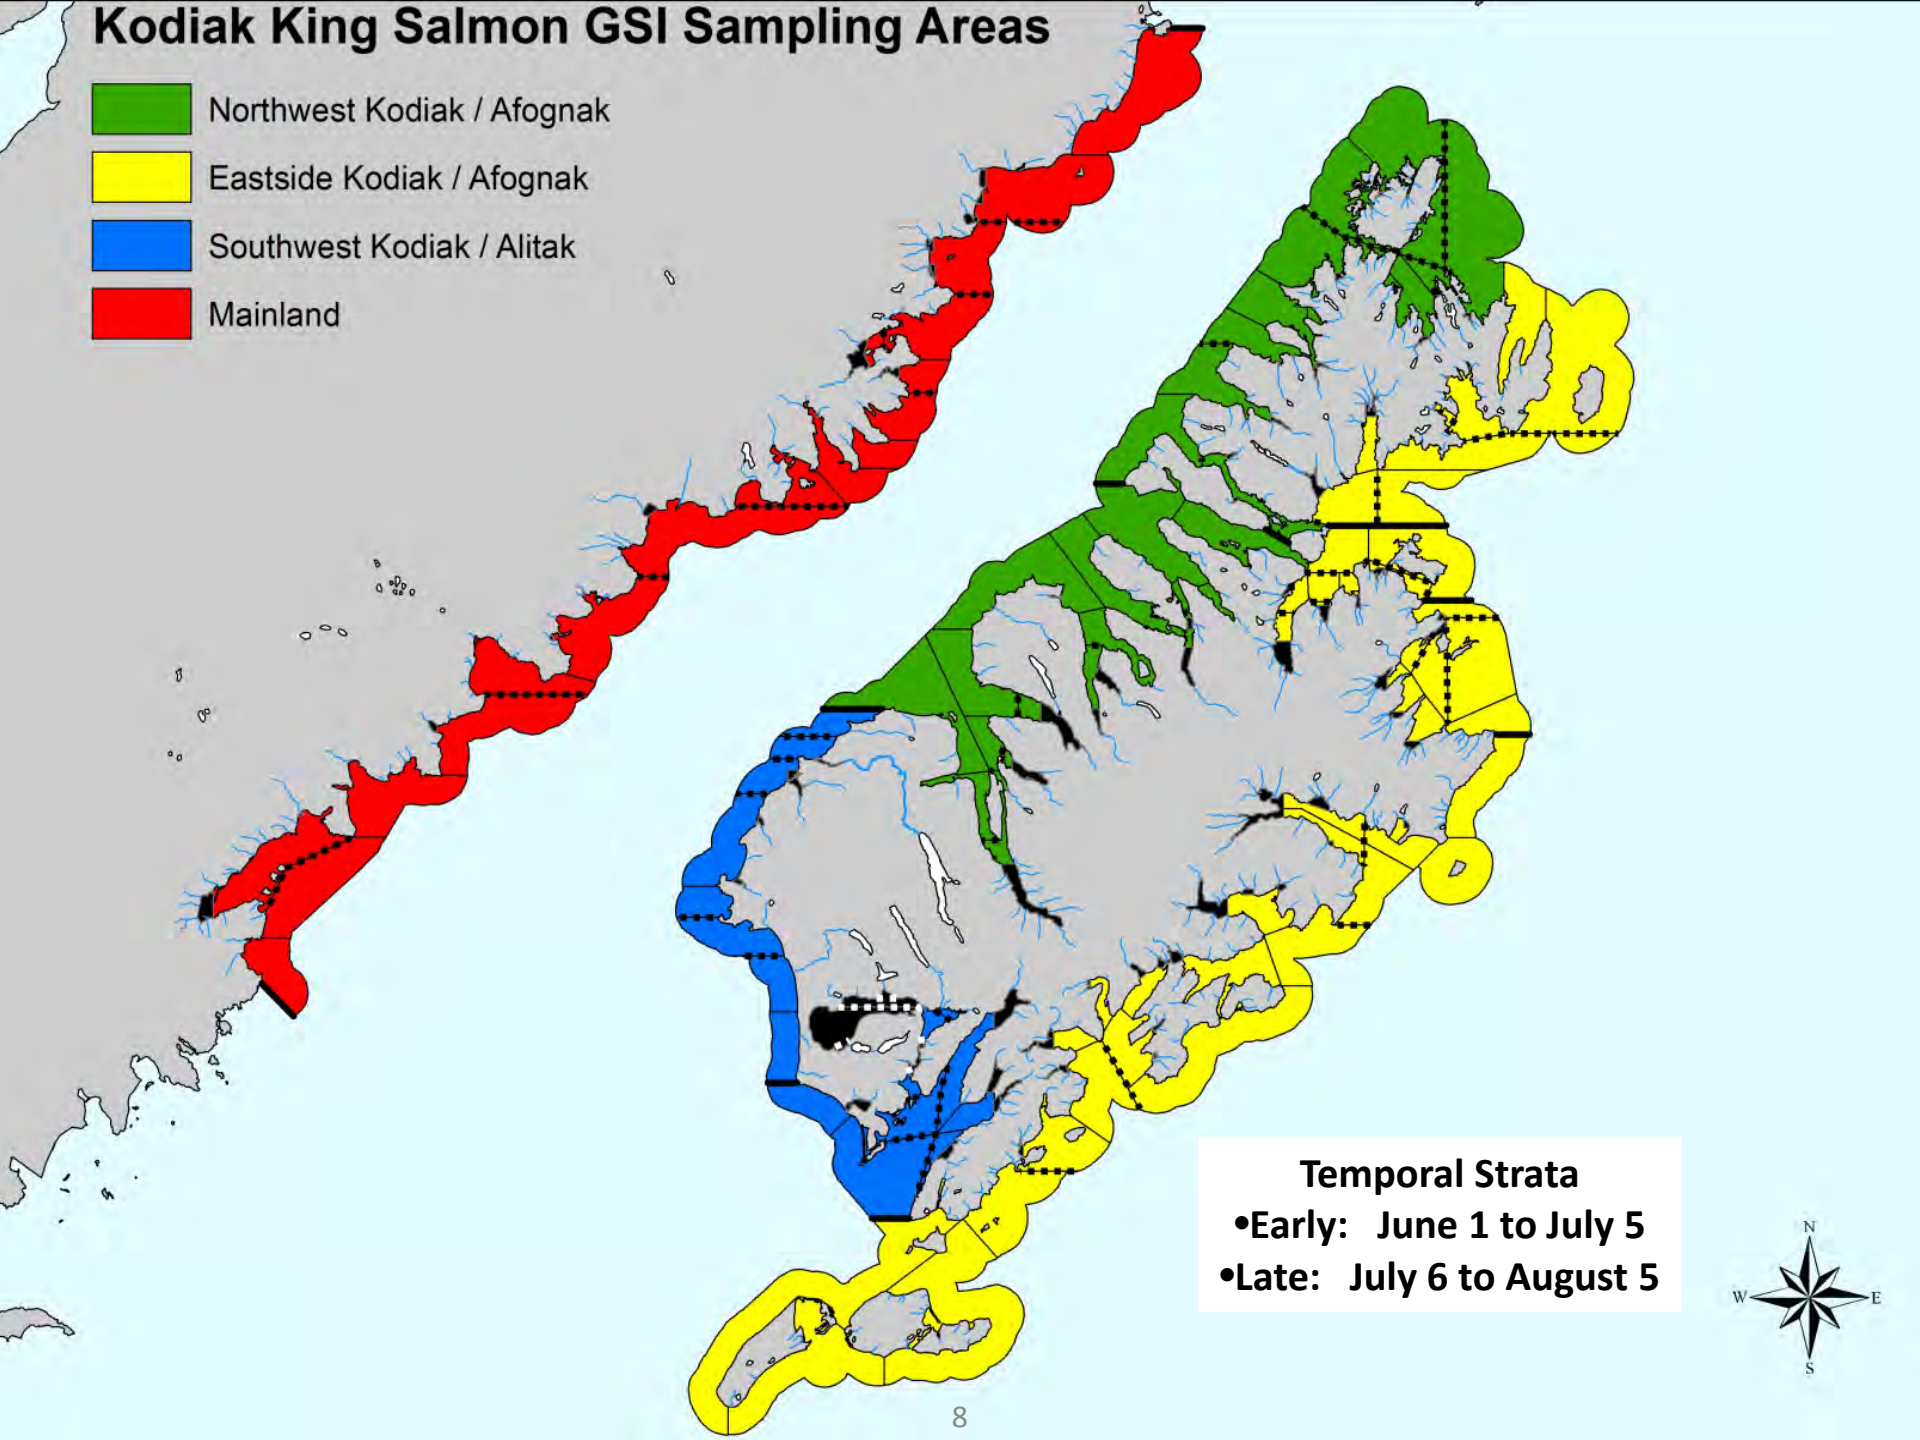 Kodiak King Salmon GSI Sampling Areas
Northwest Kodiak / Afognak
Eastside Kodiak / Afognak
Southwest Kodiak / Alitak
Mainland
Temporal Strata
•Early: June 1 to July 5
•Late: July 6 to August 5
N
W
E
S
8